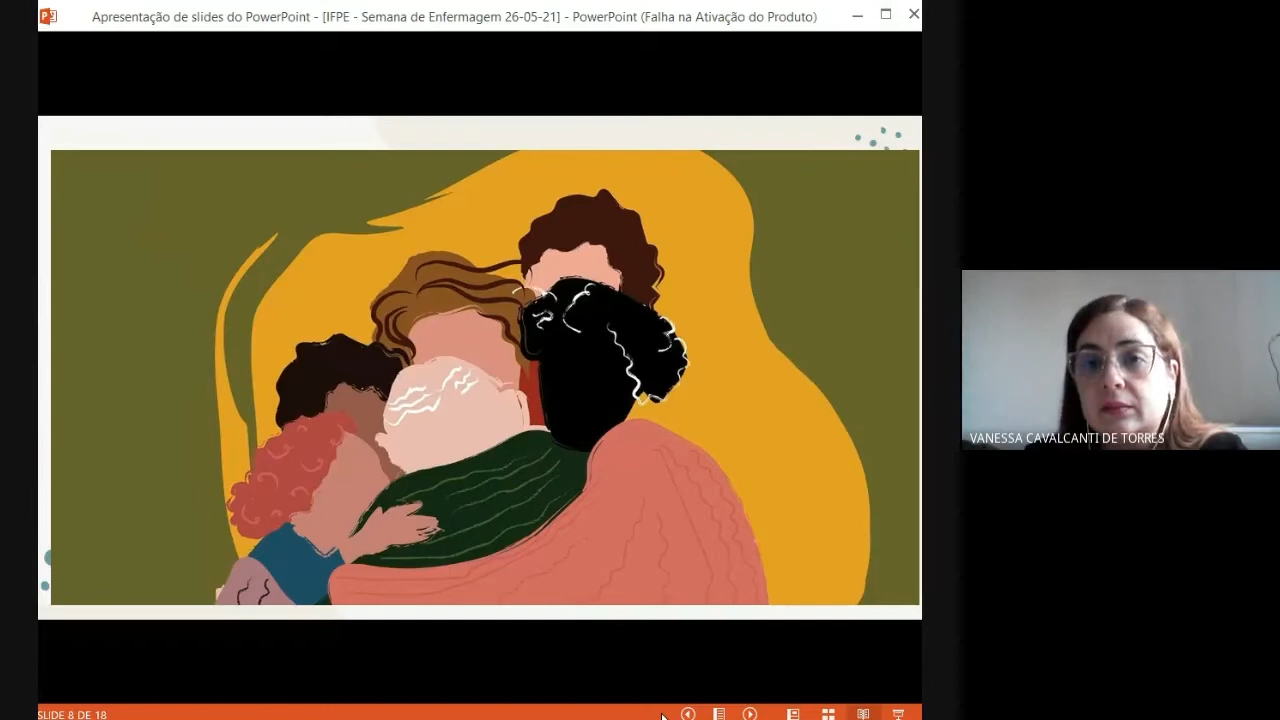 Apresentação de slides do PowerPoint - [IFPE - Semana de Enfermagem 26-05-21] - PowerPoint (Falha na Ativação do Produto)
VANESSA CAVALCANTI DE TORRES
SLIDE 8 DE 18